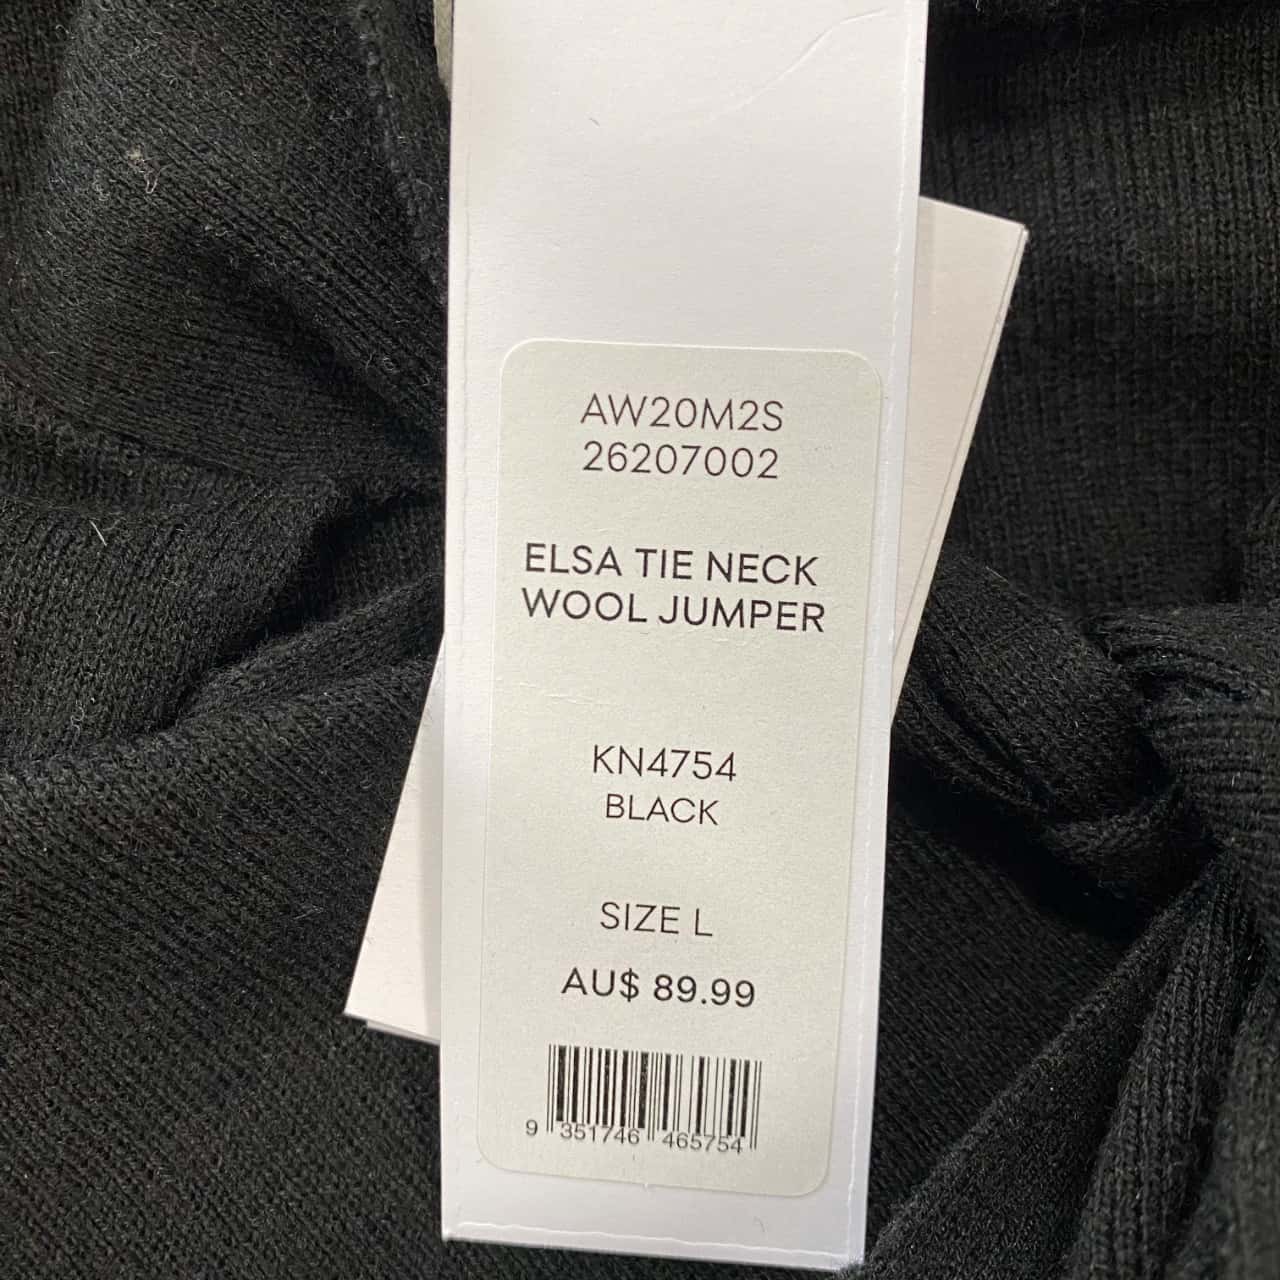 AW20M2S
26207002
ELSA TIE NECK
WOOL JUMPER
KN4754
BLACK
SIZE L
AU$ 89.99
9 351746 465754